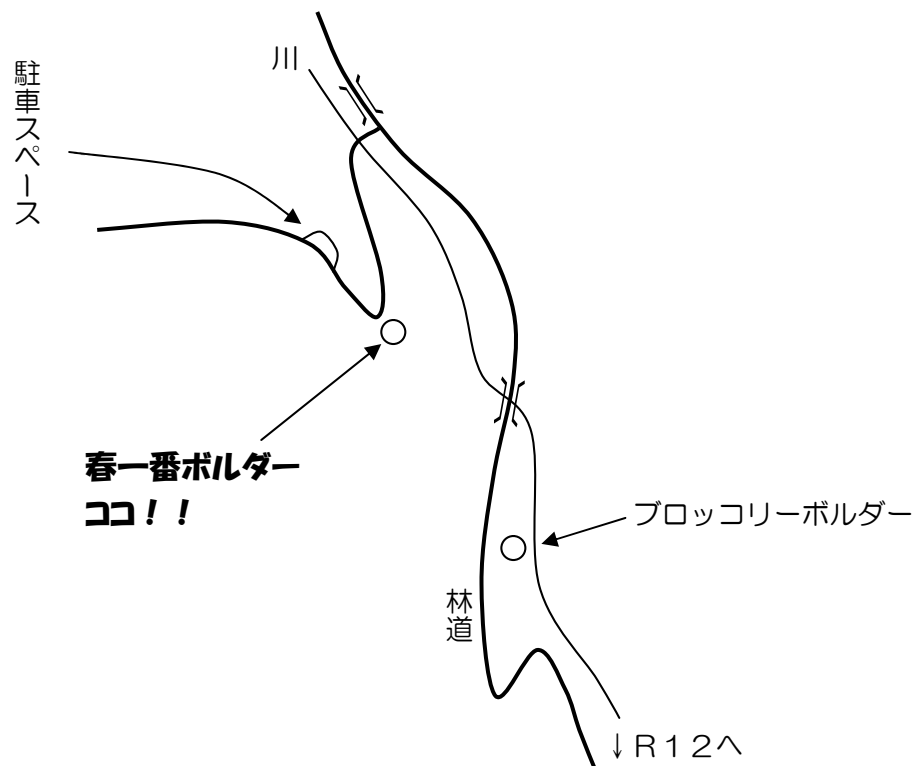 川
駐車スペース
春一番ボルダー
ココ！！
ブロッコリーボルダー
林道
↓Ｒ１２へ